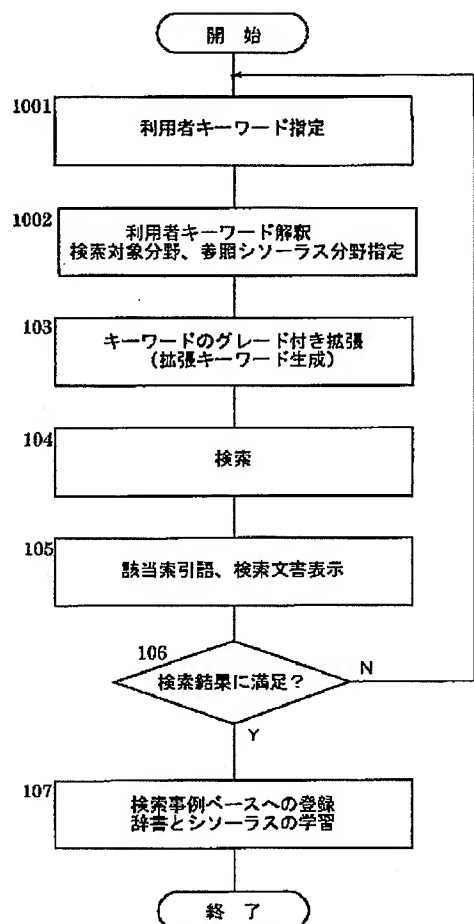 開 始
1001
利用者キーワード指定
1002
利用者キーワード解釈
検索対象分野、参照シソーラス分野指定
103
キーワードのグレード付き拡張
(拡張キーワード生成)
104
検索
105
該当索引語、検索文書表示
106
検索結果に満足?
N
Y
107
検索事例ベースへの登録
辞書とシソーラスの学習
終 了